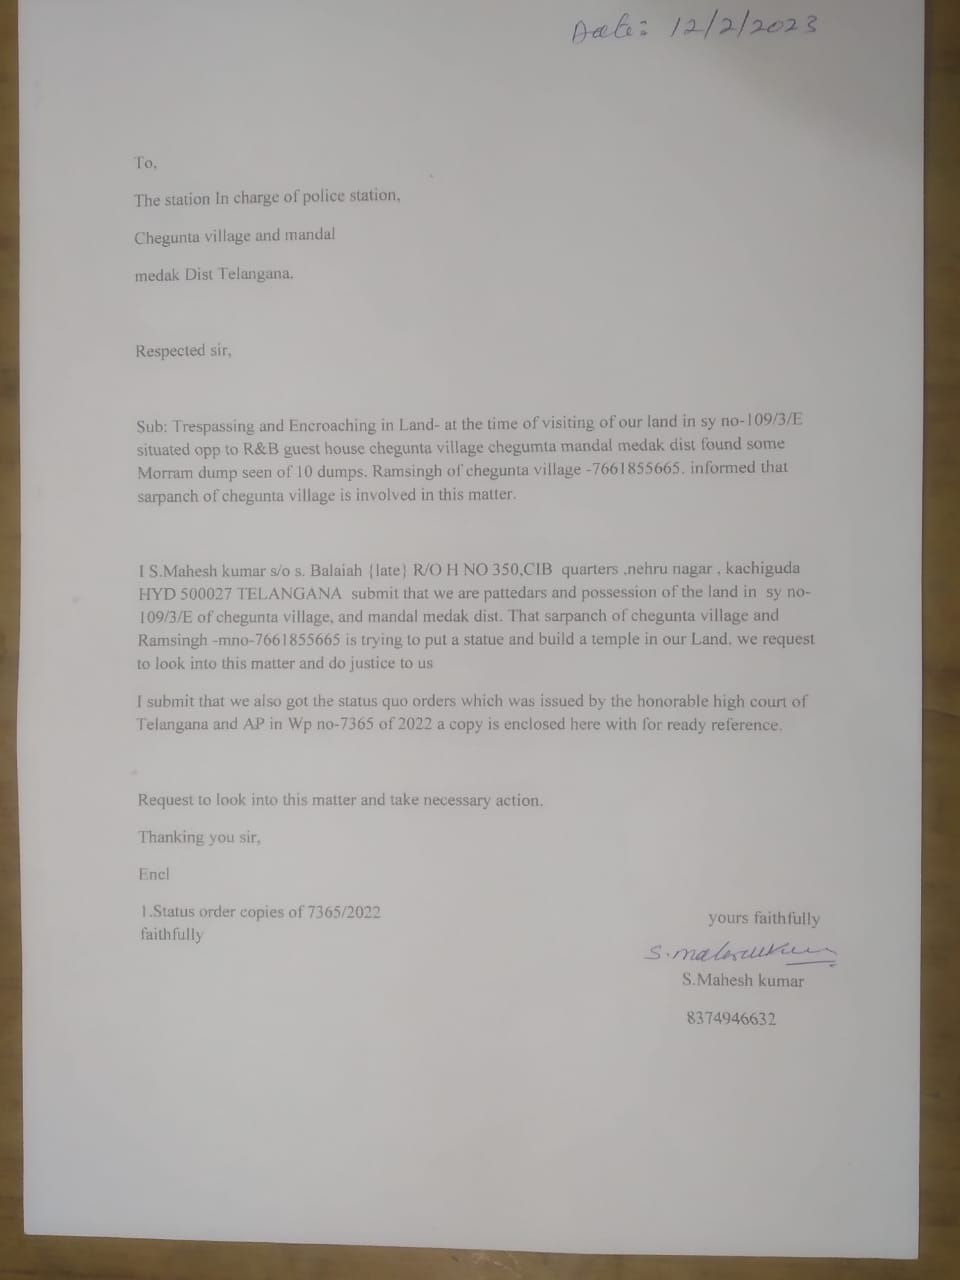 Date: 12/2/2023
To,
The station In charge of police station,
Chegunta village and mandal
medak Dist Telangana.
Respected sir,
Sub: Trespassing and Encroaching in Land- at the time of visiting of our land in sy no-109/3/E
situated opp to R&B guest house chegunta village chegumta mandal medak dist found some
Morram dump seen of 10 dumps. Ramsingh of chegunta village -7661855665. informed that
sarpanch of chegunta village is involved in this matter.
I S.Mahesh kumar s/o s. Balaiah {late} R/O H NO 350,CIB quarters ,nehru nagar , kachiguda
HYD 500027 TELANGANA submit that we are pattedars and possession of the land in sy no-
109/3/E of chegunta village, and mandal medak dist. That sarpanch of chegunta village and
Ramsingh -mno-7661855665 is trying to put a statue and build a temple in our Land. we request
to look into this matter and do justice to us
I submit that we also got the status quo orders which was issued by the honorable high court of
Telangana and AP in Wp no-7365 of 2022 a copy is enclosed here with for ready reference.
Request to look into this matter and take necessary action.
Thanking you sir,
Encl
1.Status order copies of 7365/2022
faithfully
yours faithfully
S.Mahesh kumar
8374946632